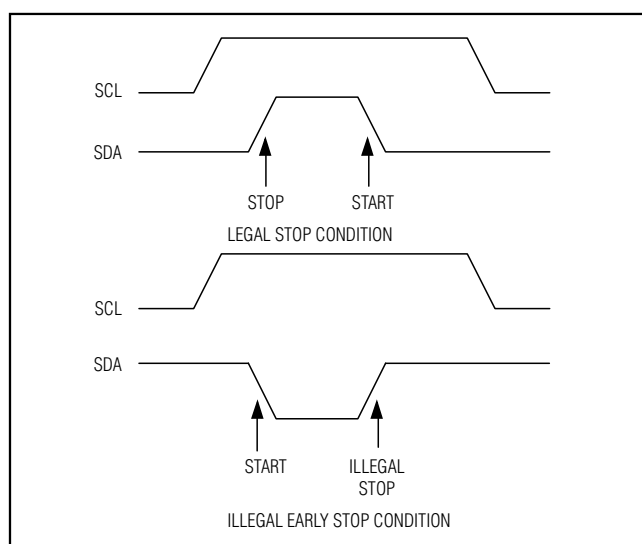 SCL
SDA
STOP START
LEGAL STOP CONDITION
SCL
SDA
START ILLEGAL
STOP
ILLEGAL EARLY STOP CONDITION